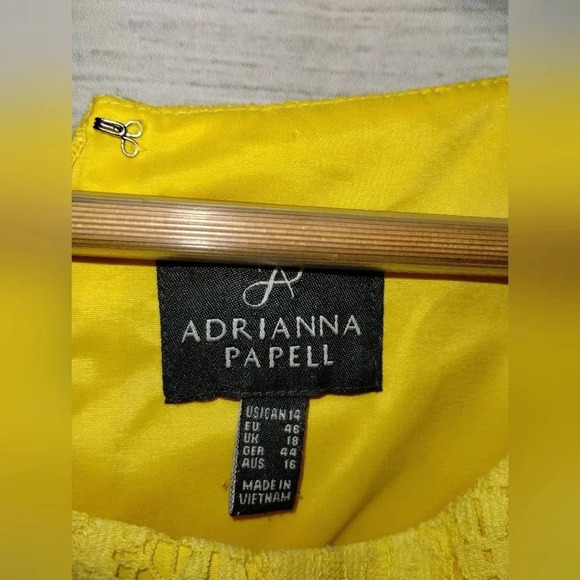 ADRIANNA
PAPELL
US/CAN 14
EU 46
UK 18
GER 44
AUS 16
MADE IN
VIETNAM